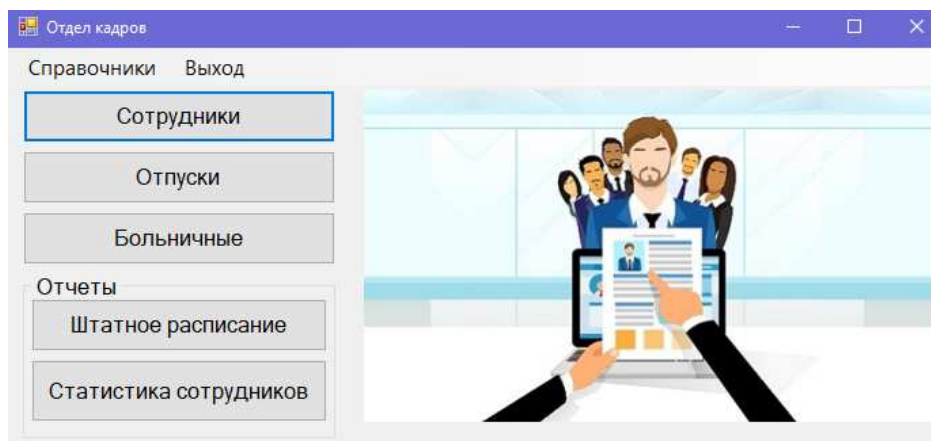 Отдел кадров
Справочники Выход
Сотрудники
Отпуски
Больничные
Отчеты
Штатное расписание
Статистика сотрудников